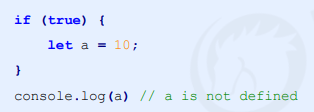 if (true) {
    let a = 10;
}
console.log(a) // a is not defined